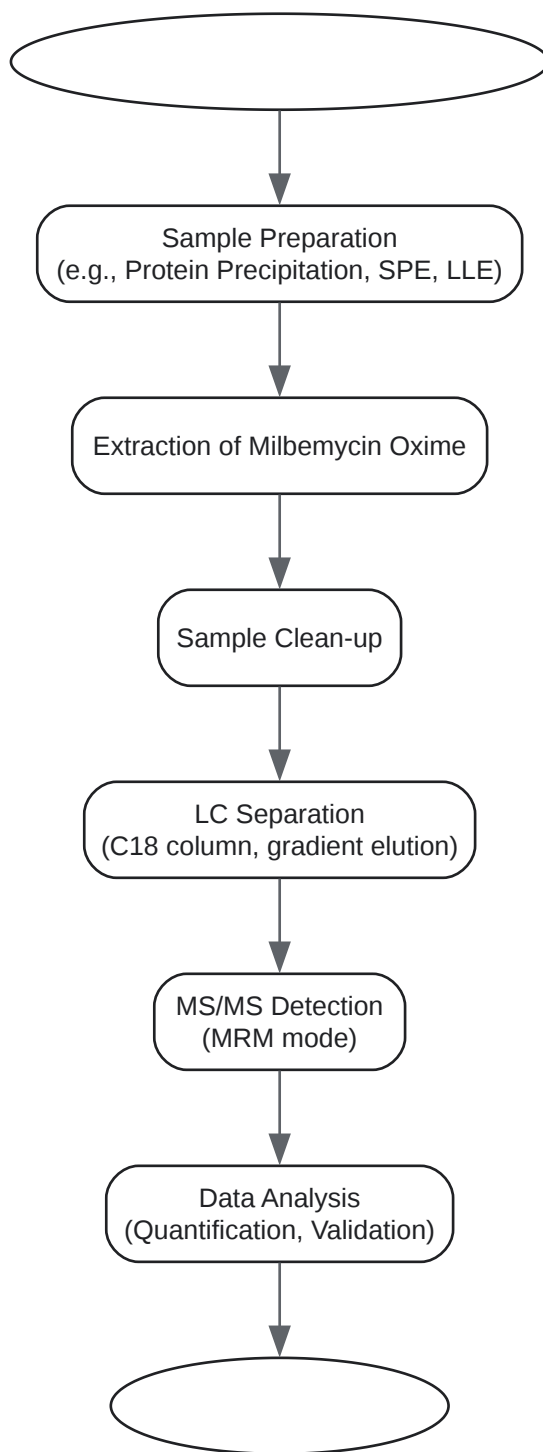 Sample Preparation
(e.g., Protein Precipitation, SPE, LLE)
Extraction of Milbemycin Oxime
Sample Clean-up
LC Separation
(C18 column, gradient elution)
MS/MS Detection
(MRM mode)
Data Analysis
(Quantification, Validation)